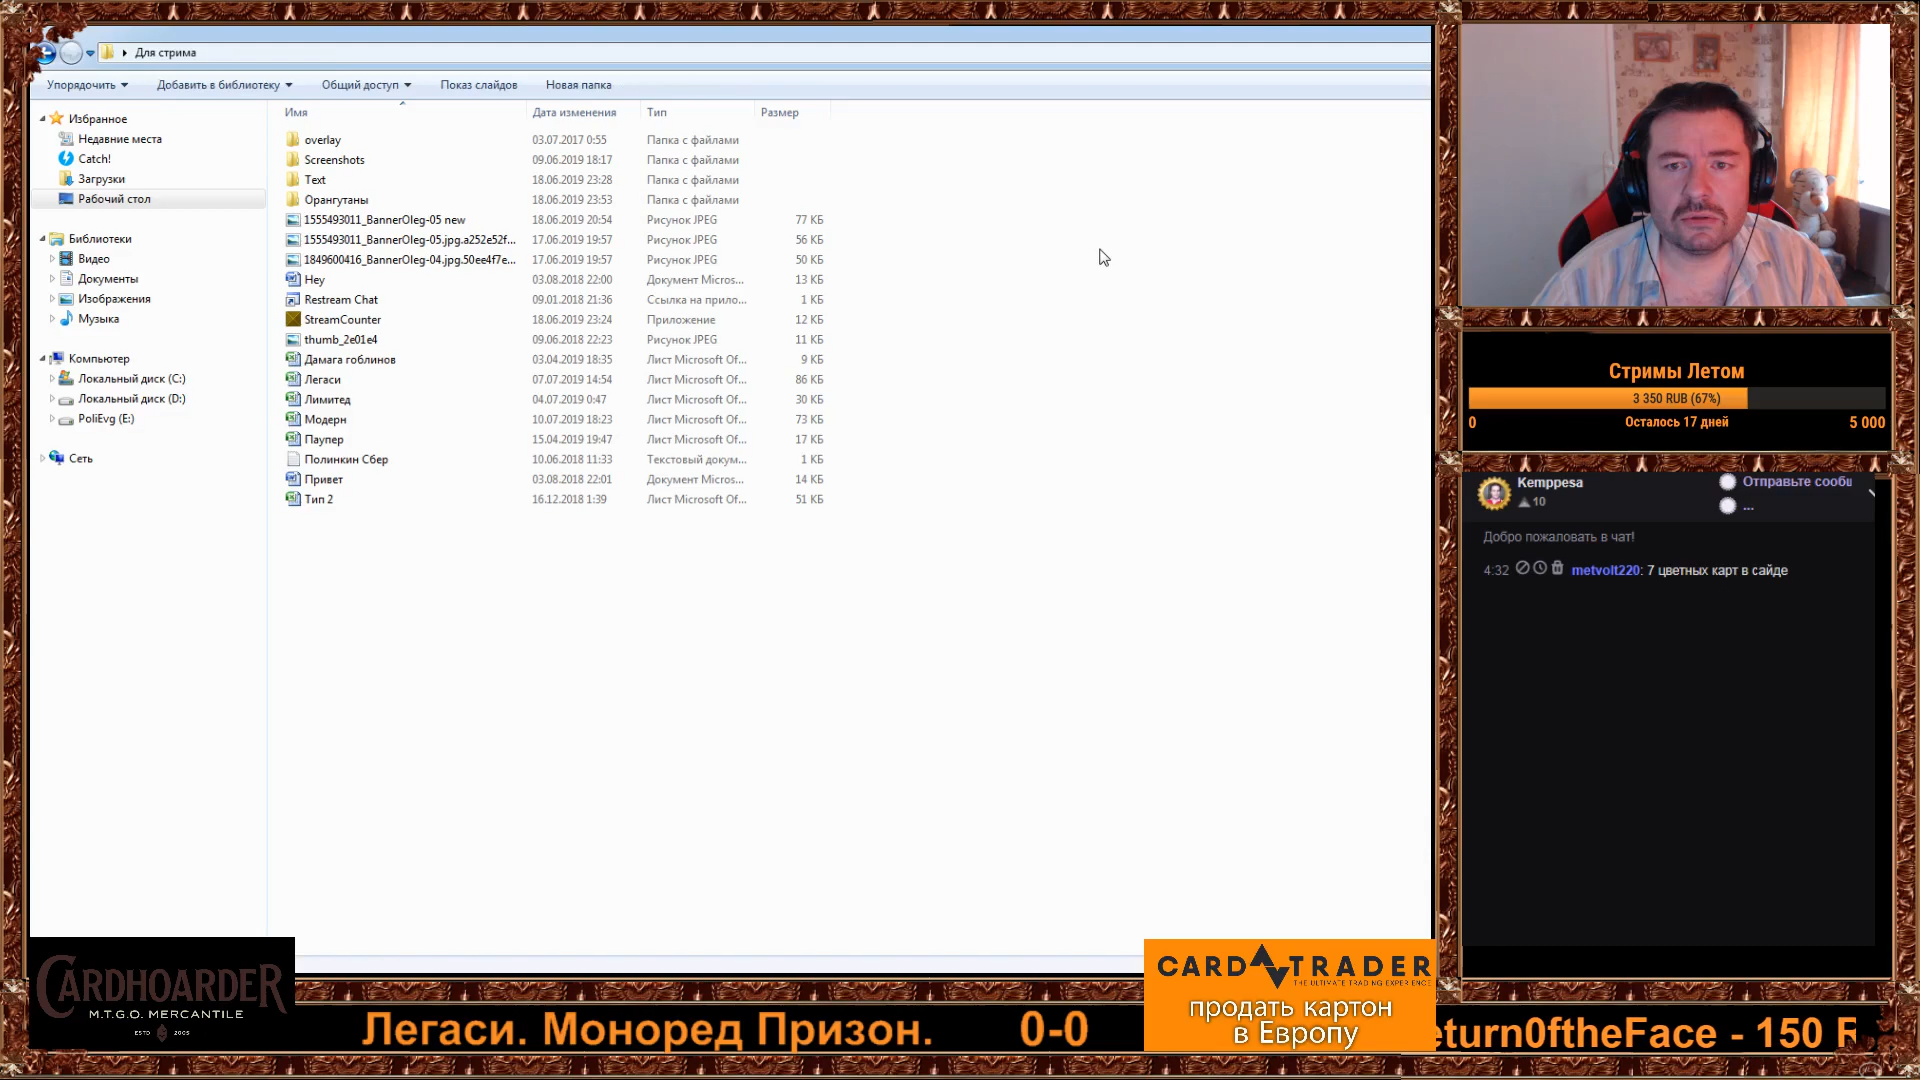 Для стрима
Упорядочить
Добавить в библиотеку
Общий доступ
Показ слайдов
Новая папка
Избранное
Недавние места
Catch!
Загрузки
Рабочий стол
Библиотеки
Видео
Документы
Изображения
Музыка
Компьютер
Локальный диск (C:)
Локальный диск (D:)
PoliEvg (E:)
Сеть
Имя Дата изменения Тип Размер
overlay 03.07.2017 0:55 Папка с файлами
Screenshots 09.06.2019 18:17 Папка с файлами
Text 18.06.2019 23:28 Папка с файлами
Орангутаны 18.06.2019 23:53 Папка с файлами
1555493011_BannerOleg-05 new 18.06.2019 20:54 Рисунок JPEG 77 КБ
1555493011_BannerOleg-05.jpg.a252e52f... 17.06.2019 19:57 Рисунок JPEG 56 КБ
1849600416_BannerOleg-04.jpg.50ee4f7e... 17.06.2019 19:57 Рисунок JPEG 50 КБ
Hey 03.08.2018 22:00 Документ Micros... 13 КБ
Restream Chat 09.01.2018 21:36 Ссылка на прило... 1 КБ
StreamCounter 18.06.2019 23:24 Приложение 12 КБ
thumb_2e01e4 09.06.2018 22:23 Рисунок JPEG 11 КБ
Дамага гоблинов 03.04.2019 18:35 Лист Microsoft Of... 9 КБ
Легаси 07.07.2019 14:54 Лист Microsoft Of... 86 КБ
Лимитед 04.07.2019 0:47 Лист Microsoft Of... 30 КБ
Модерн 10.07.2019 18:23 Лист Microsoft Of... 73 КБ
Паупер 15.04.2019 19:47 Лист Microsoft Of... 17 КБ
Полинкин Сбер 10.06.2018 11:33 Текстовый докум... 1 КБ
Привет 03.08.2018 22:01 Документ Micros... 14 КБ
Тип 2 16.12.2018 1:39 Лист Microsoft Of... 51 КБ
Стримы Летом
3 350 RUB (67%)
0 Осталось 17 дней 5 000
Kemppesa
10
Отправьте сообщ
...
Добро пожаловать в чат!
4:32 metvolt220: 7 цветных карт в сайде
CARDHOARDER
M.T.G.O. MERCANTILE
ESTD 2005
Легаси. Моноред Призон. 0-0
CARD TRADER
THE ULTIMATE TRADING EXPERIENCE
продать картон
в Европу
eturn0ftheFace - 150 R